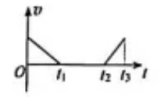 v
O t₁ t₂ t₃ t